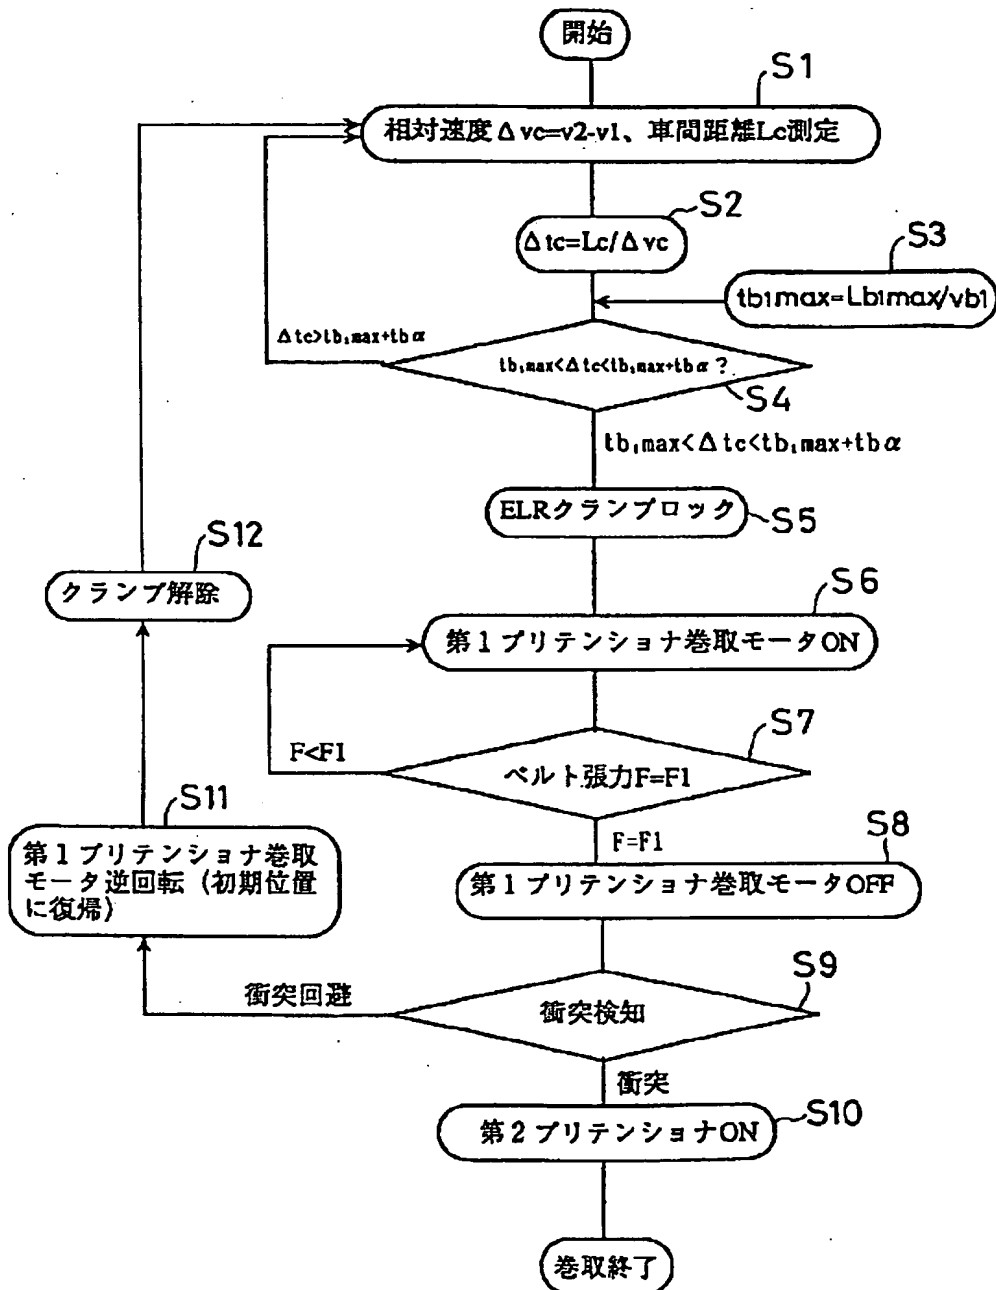 開始
S1
相対速度Δvc=v2-v1、車間距離Lc測定
S2
Δtc=Lc/Δvc
S3
tb1max=Lb1max/vb1
Δtc>tb1max+tbα
tb1max<Δtc<tb1max+tbα?
S4
tb1max<Δtc<tb1max+tbα
ELRクランプロック
S5
S12
クランプ解除
S6
第1プリテンショナ巻取モータON
S7
F<F1
ベルト張力F=F1
S11
第1プリテンショナ巻取
モータ逆回転(初期位置
に復帰)
F=F1
S8
第1プリテンショナ巻取モータOFF
S9
衝突回避
衝突検知
衝突
S10
第2プリテンショナON
巻取終了